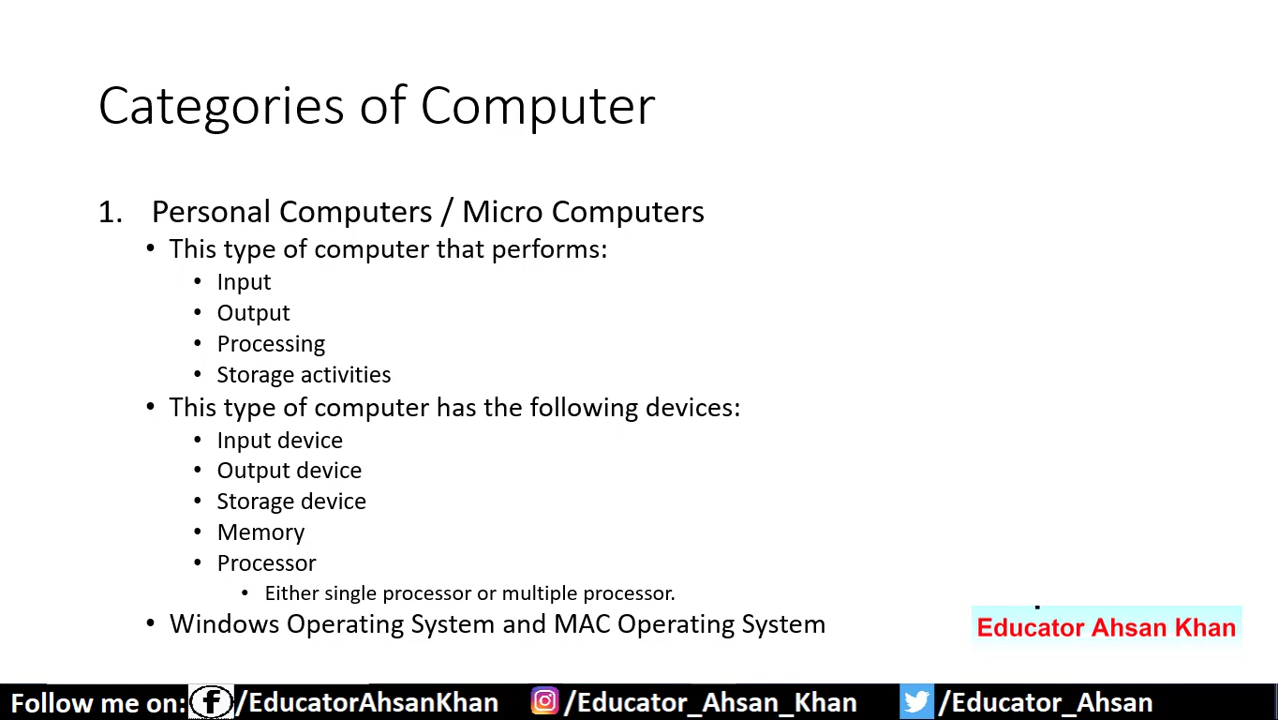 Categories of Computer
1. Personal Computers / Micro Computers
• This type of computer that performs:
• Input
• Output
• Processing
• Storage activities
• This type of computer has the following devices:
• Input device
• Output device
• Storage device
• Memory
• Processor
• Either single processor or multiple processor.
• Windows Operating System and MAC Operating System
Educator Ahsan Khan
Follow me on: f/EducatorAhsanKhan /Educator_Ahsan_Khan /Educator_Ahsan